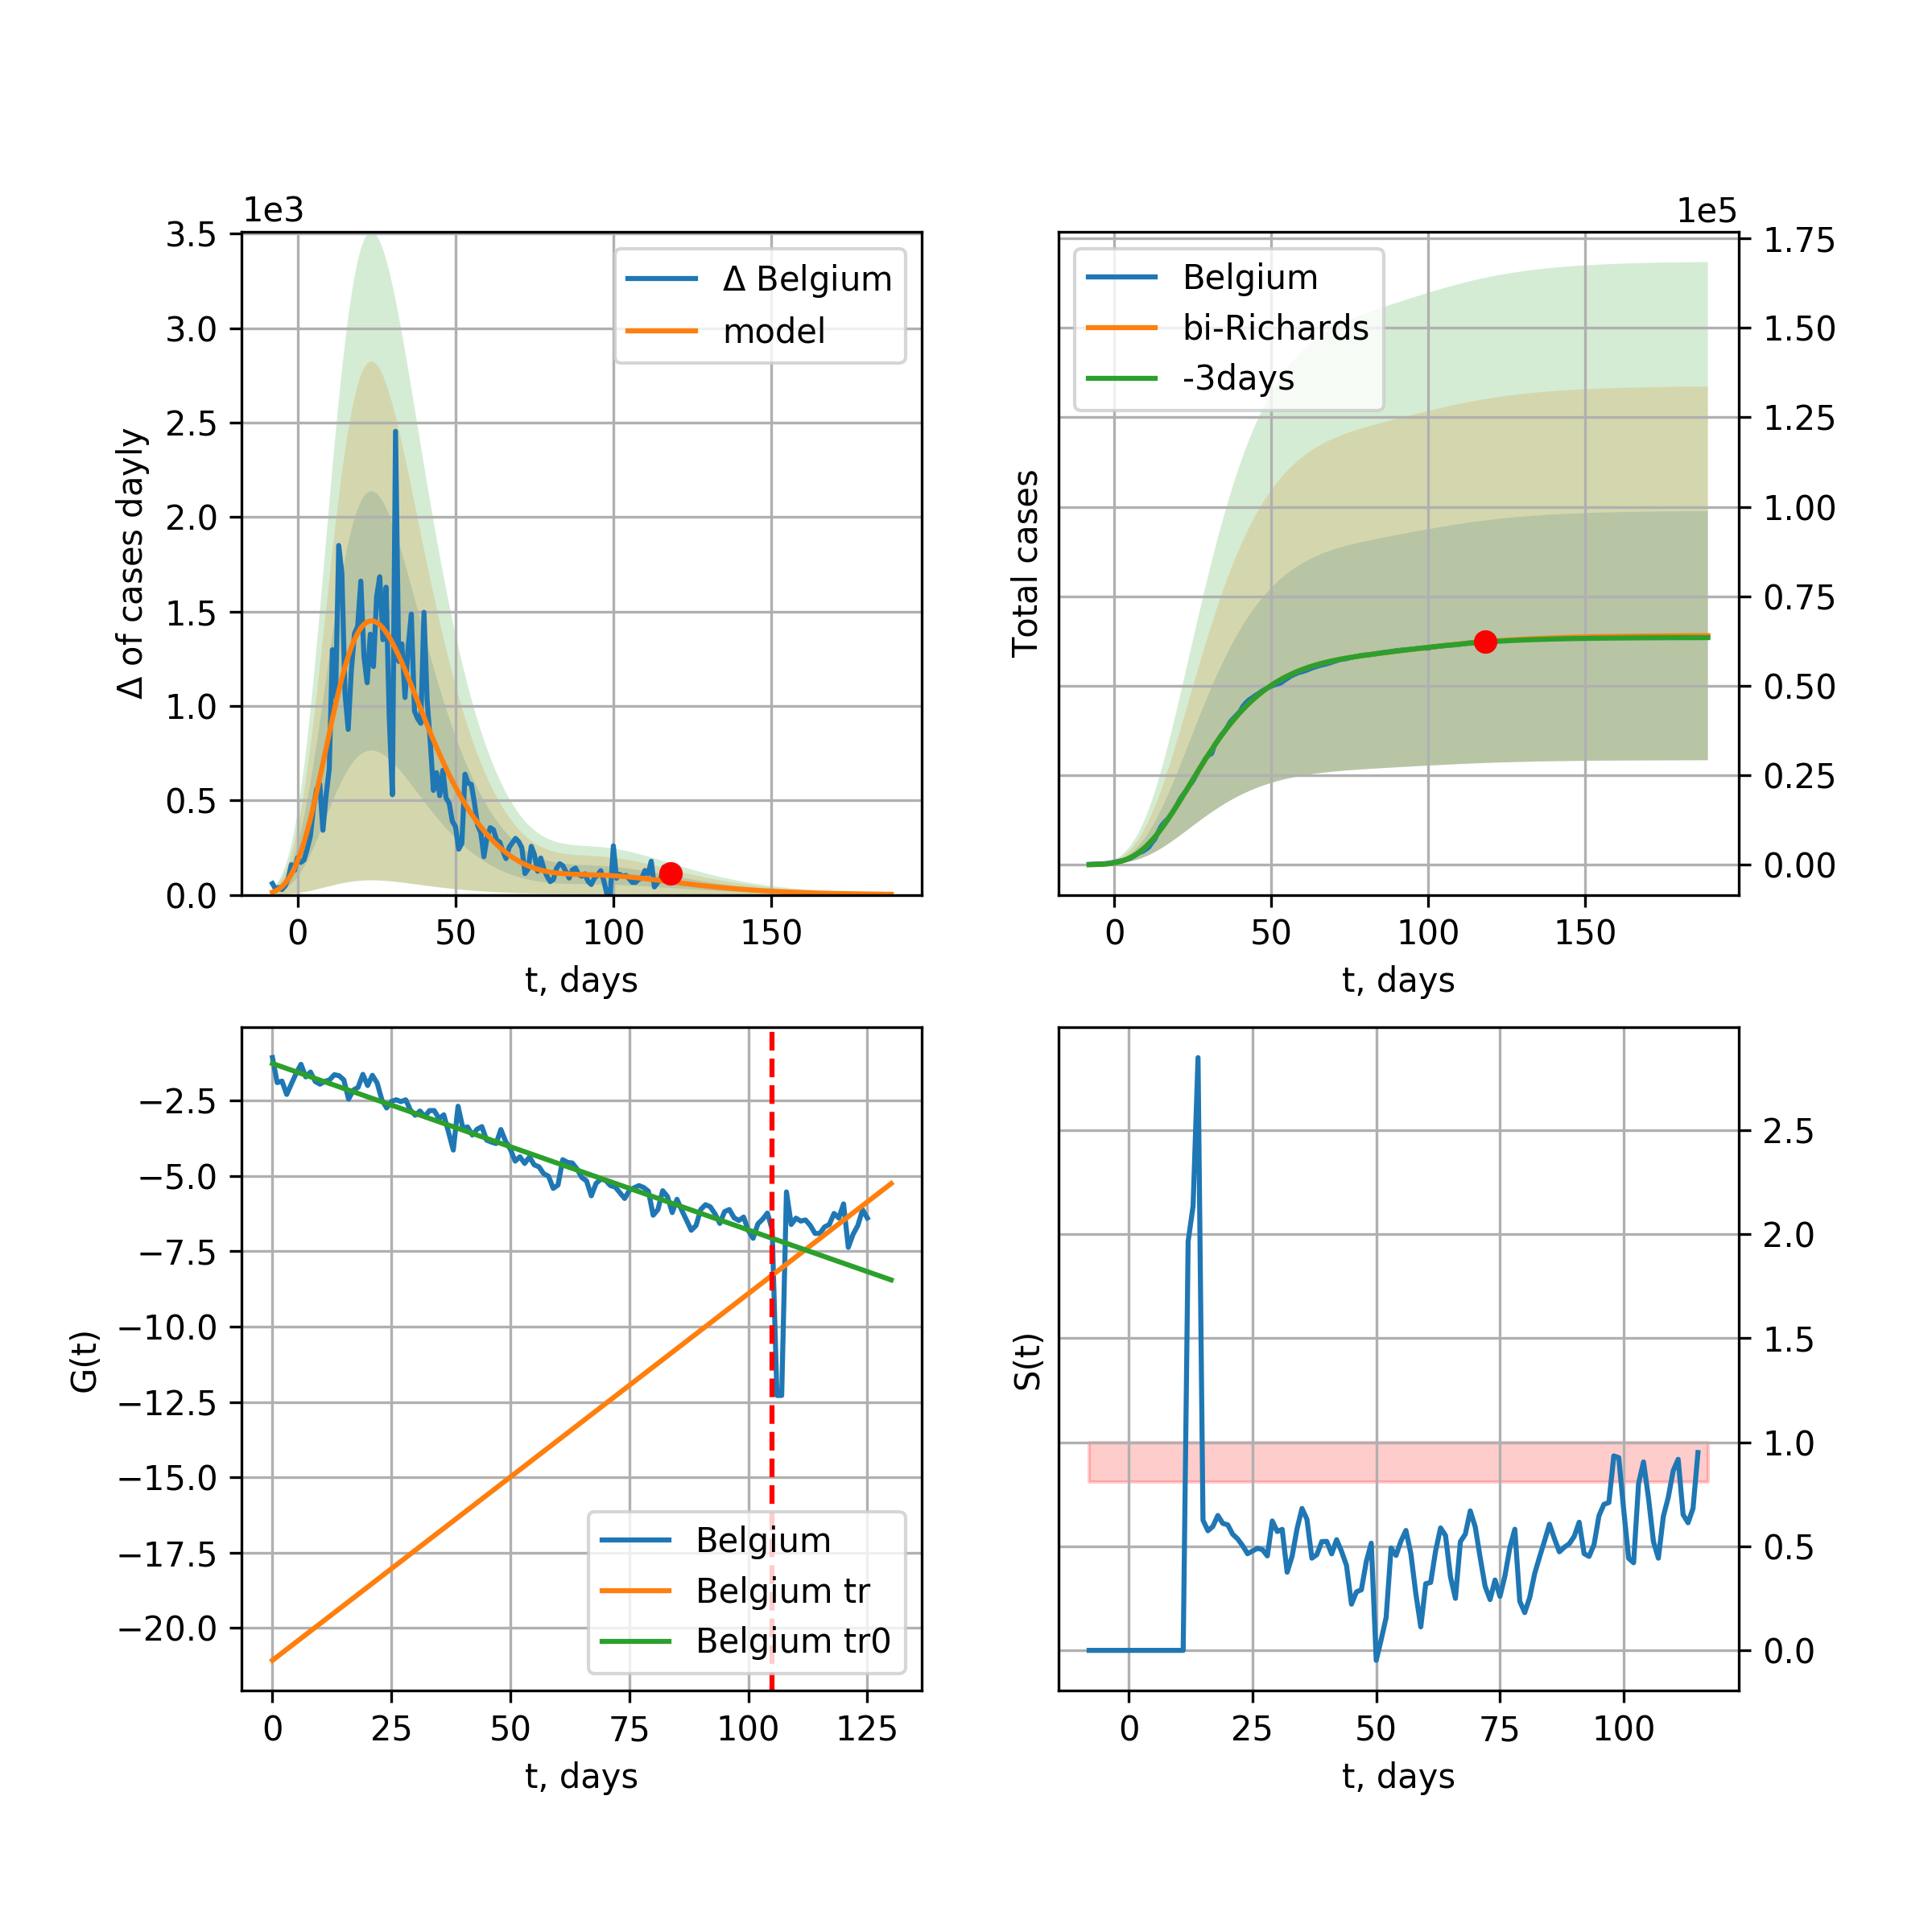 1e3
3.5
3.0
2.5
2.0
1.5
1.0
0.5
0.0
Δ of cases dayly
Δ Belgium
model
0 50 100 150
t, days
1e5
1.75
1.50
1.25
1.00
0.75
0.50
0.25
0.00
Total cases
Belgium
bi-Richards
-3days
0 50 100 150
t, days
−2.5
−5.0
−7.5
−10.0
−12.5
−15.0
−17.5
−20.0
G(t)
Belgium
Belgium tr
Belgium tr0
0 25 50 75 100 125
t, days
2.5
2.0
1.5
1.0
0.5
0.0
S(t)
0 25 50 75 100
t, days